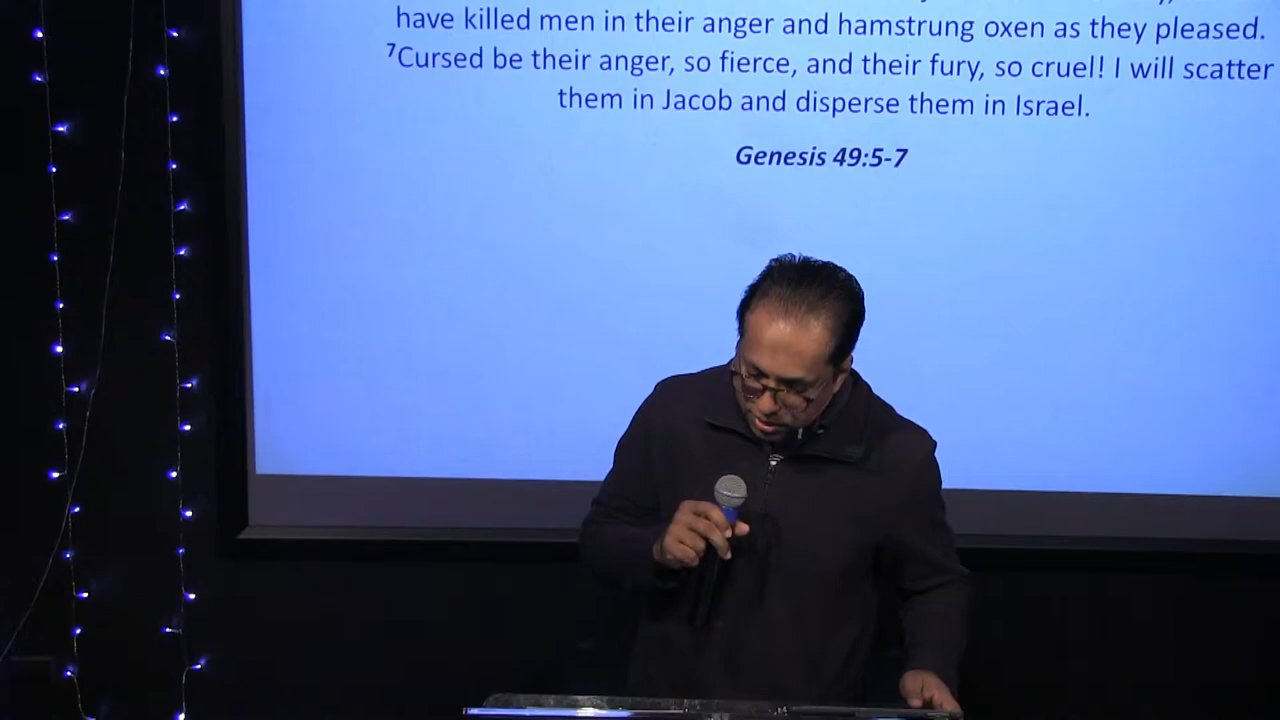 have killed men in their anger and hamstrung oxen as they pleased.
⁷Cursed be their anger, so fierce, and their fury, so cruel! I will scatter
them in Jacob and disperse them in Israel.
Genesis 49:5-7